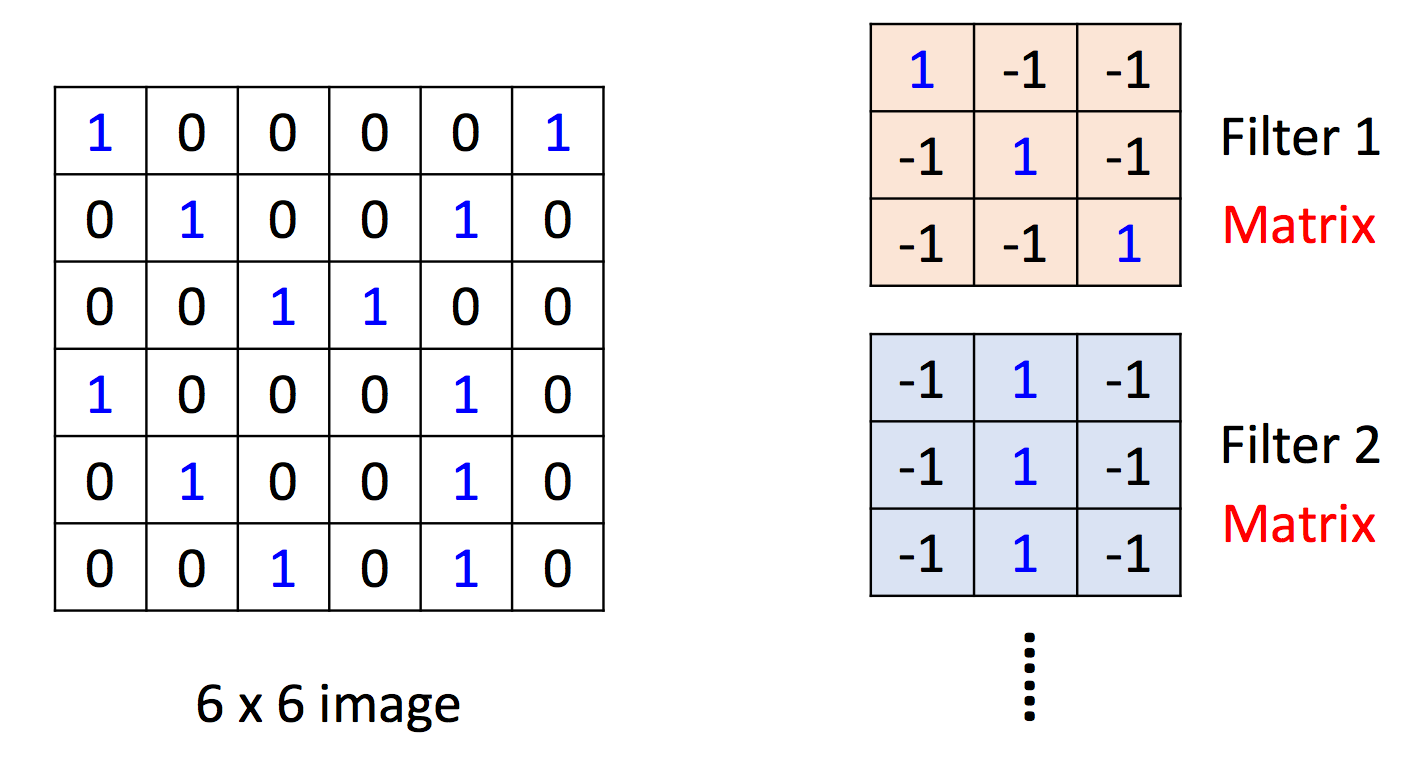 1 0 0 0 0 1
0 1 0 0 1 0
0 0 1 1 0 0
1 0 0 0 1 0
0 1 0 0 1 0
0 0 1 0 1 0
6 x 6 image
1 -1 -1
-1 1 -1
-1 -1 1
Filter 1
Matrix
-1 1 -1
-1 1 -1
-1 1 -1
Filter 2
Matrix